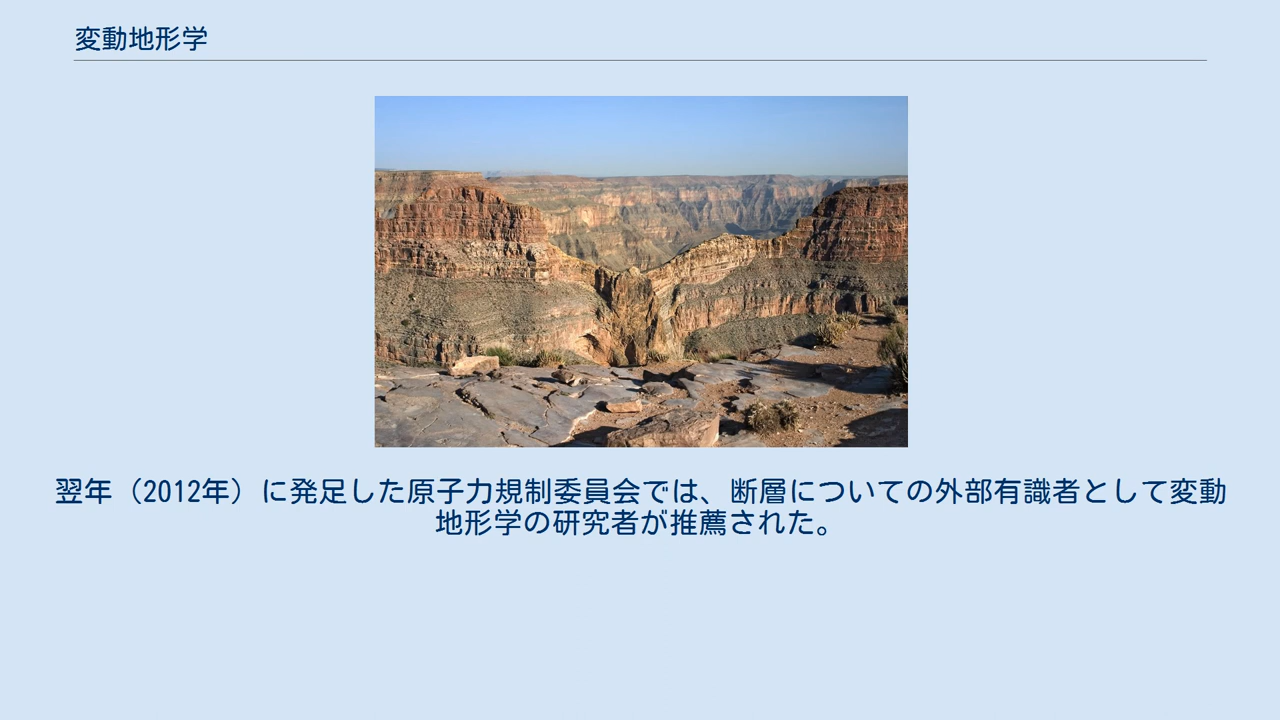 変動地形学
翌年（2012年）に発足した原子力規制委員会では、断層についての外部有識者として変動
地形学の研究者が推薦された。